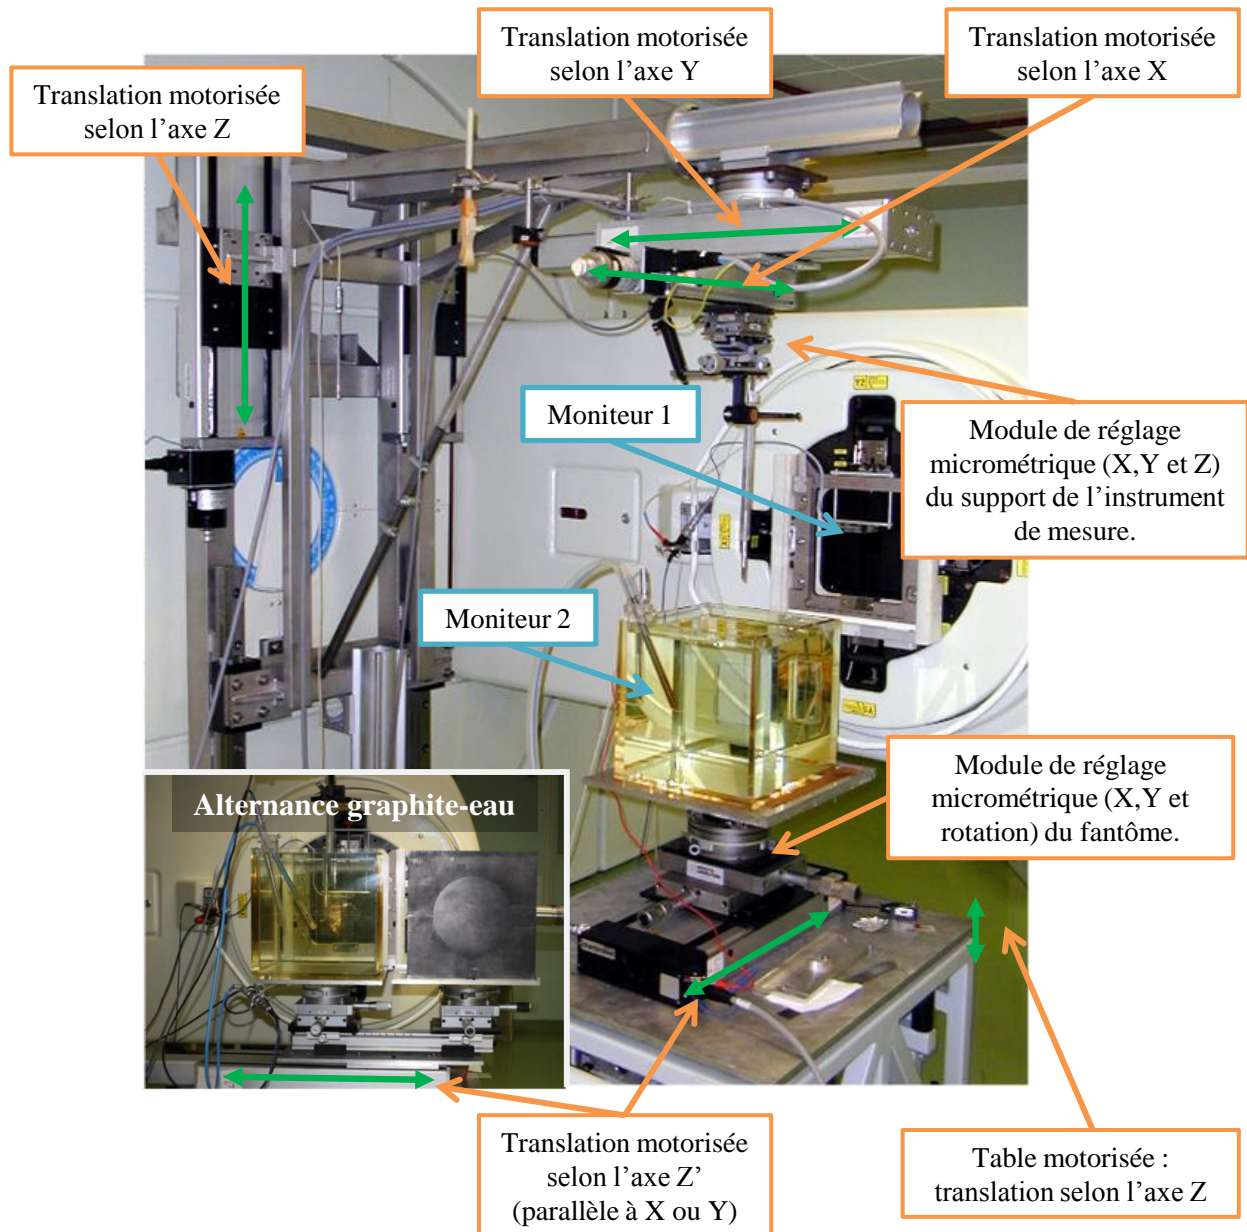 Translation motorisée
selon l’axe Y
Translation motorisée
selon l’axe X
Translation motorisée
selon l’axe Z
Moniteur 1
Module de réglage
micrométrique (X,Y et Z)
du support de l’instrument
de mesure.
Moniteur 2
Module de réglage
micrométrique (X,Y et
rotation) du fantôme.
Alternance graphite-eau
Translation motorisée
selon l’axe Z’
(parallèle à X ou Y)
Table motorisée :
translation selon l’axe Z